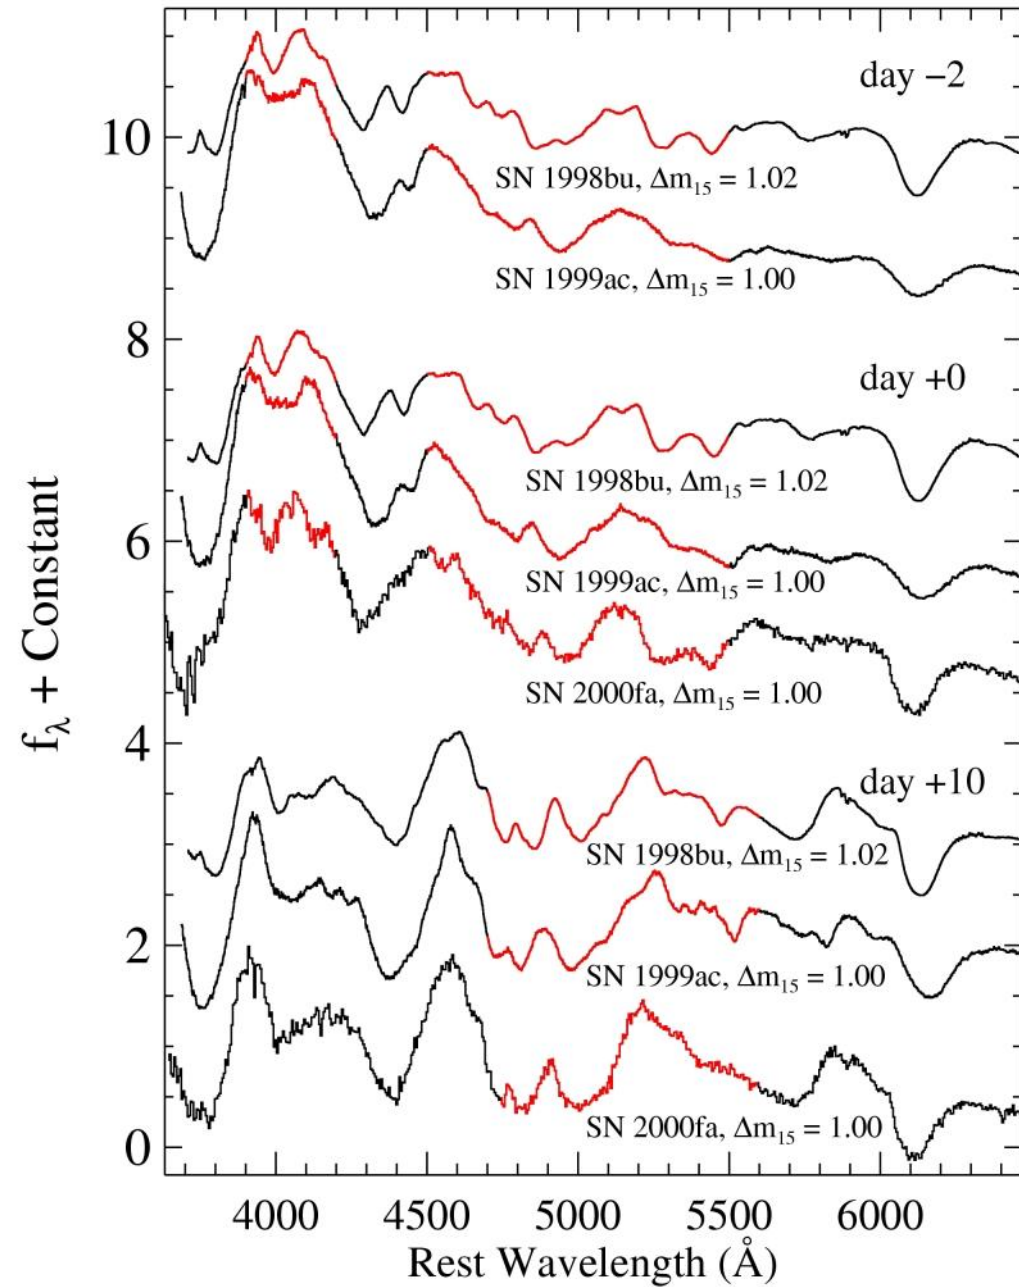 day −2
10
SN 1998bu, Δm₁₅ = 1.02
SN 1999ac, Δm₁₅ = 1.00
8
day +0
SN 1998bu, Δm₁₅ = 1.02
6
SN 1999ac, Δm₁₅ = 1.00
SN 2000fa, Δm₁₅ = 1.00
4
day +10
SN 1998bu, Δm₁₅ = 1.02
2
SN 1999ac, Δm₁₅ = 1.00
SN 2000fa, Δm₁₅ = 1.00
0
f_λ + Constant
4000 4500 5000 5500 6000
Rest Wavelength (Å)